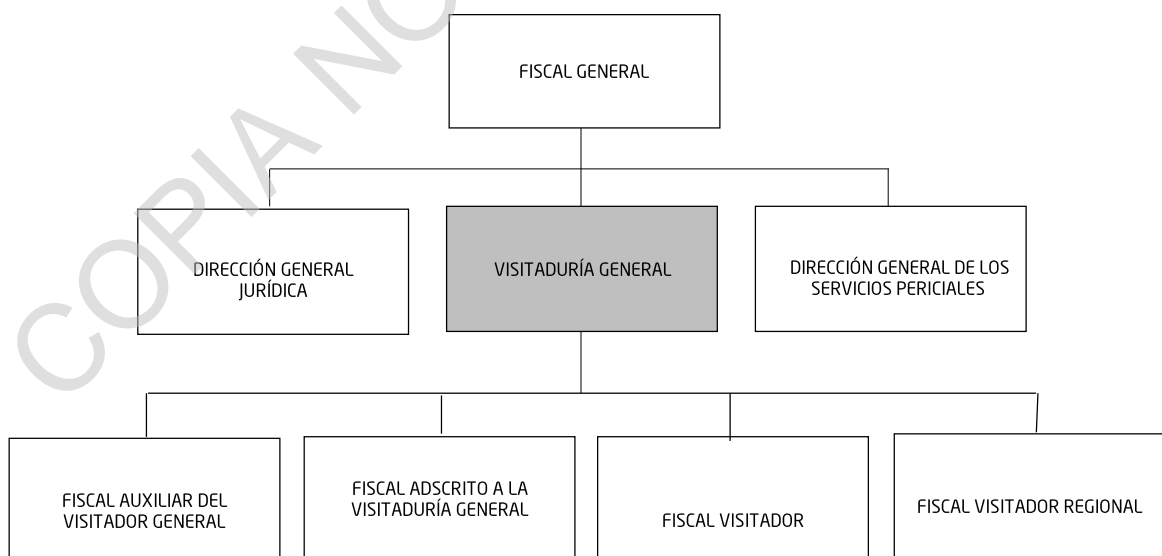 COPIA NO
FISCAL GENERAL
DIRECCIÓN GENERAL
JURÍDICA
VISITADURÍA GENERAL
DIRECCIÓN GENERAL DE LOS
SERVICIOS PERICIALES
FISCAL AUXILIAR DEL
VISITADOR GENERAL
FISCAL ADSCRITO A LA
VISITADURÍA GENERAL
FISCAL VISITADOR
FISCAL VISITADOR REGIONAL